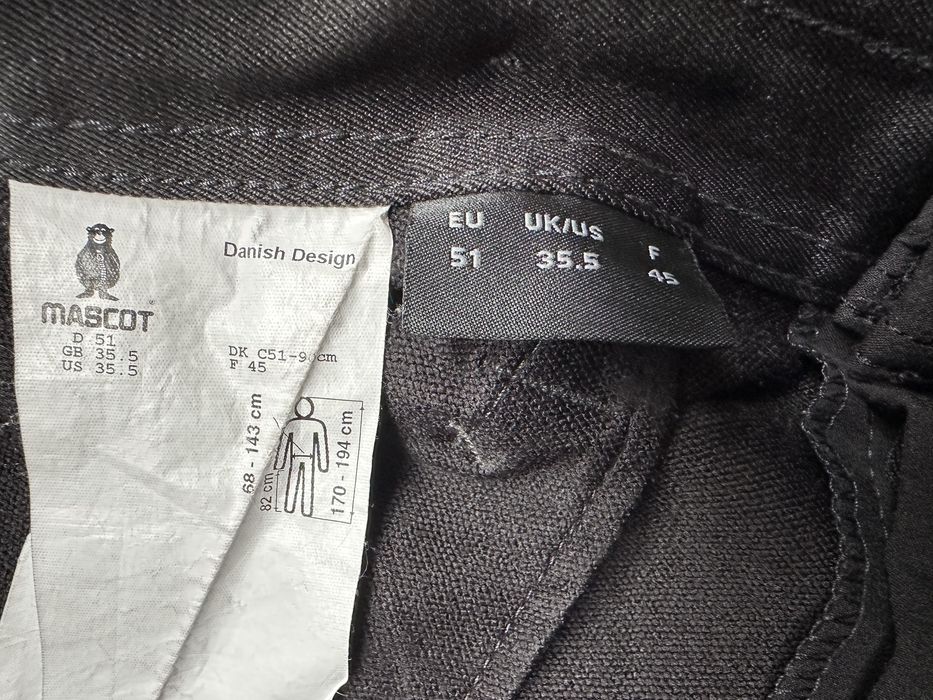 Danish Design
MASCOT
D 51
GB 35.5
US 35.5
DK C51-90cm
F 45
68 - 143 cm
82 cm
170 - 194 cm
EU UK/US F
51 35.5 45